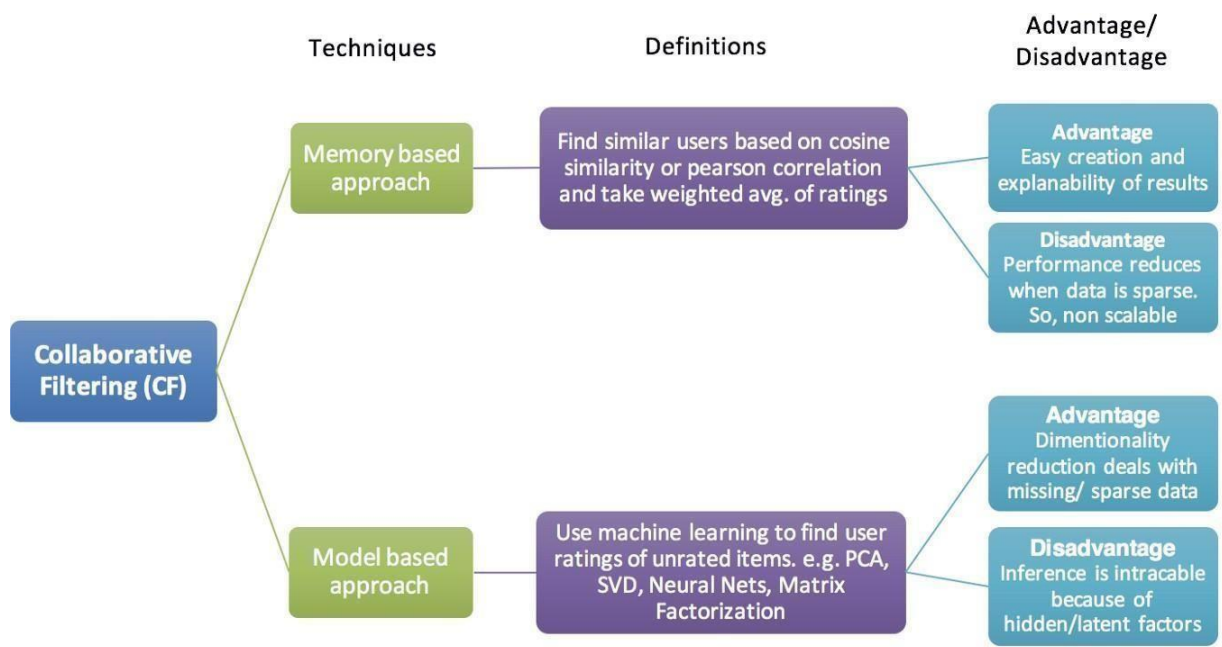 Techniques
Definitions
Advantage/
Disadvantage
Collaborative
Filtering (CF)
Memory based
approach
Find similar users based on cosine
similarity or pearson correlation
and take weighted avg. of ratings
Advantage
Easy creation and
explanability of results
Disadvantage
Performance reduces
when data is sparse.
So, non scalable
Model based
approach
Use machine learning to find user
ratings of unrated items. e.g. PCA,
SVD, Neural Nets, Matrix
Factorization
Advantage
Dimentionality
reduction deals with
missing/ sparse data
Disadvantage
Inference is intracable
because of
hidden/latent factors